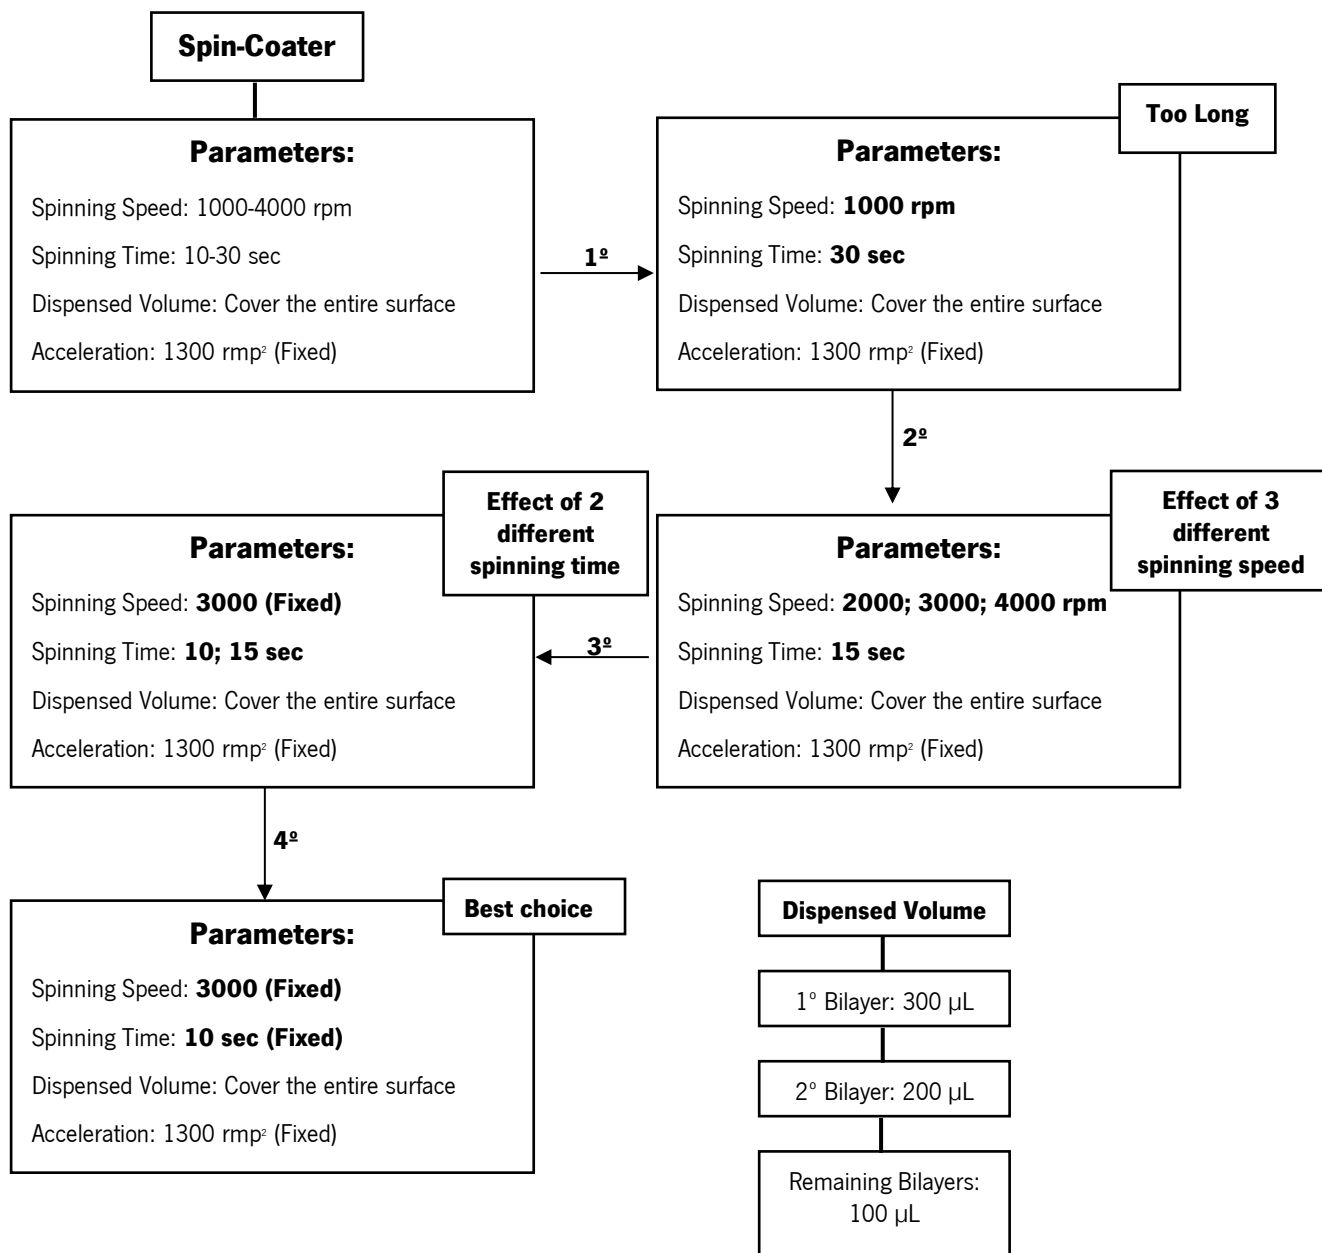 Spin-Coater
Parameters:
Spinning Speed: 1000-4000 rpm
Spinning Time: 10-30 sec
Dispensed Volume: Cover the entire surface
Acceleration: 1300 rmp² (Fixed)
1º
Too Long
Parameters:
Spinning Speed: 1000 rpm
Spinning Time: 30 sec
Dispensed Volume: Cover the entire surface
Acceleration: 1300 rmp² (Fixed)
2º
Effect of 3
different
spinning speed
Parameters:
Spinning Speed: 2000; 3000; 4000 rpm
Spinning Time: 15 sec
Dispensed Volume: Cover the entire surface
Acceleration: 1300 rmp² (Fixed)
3º
Effect of 2
different
spinning time
Parameters:
Spinning Speed: 3000 (Fixed)
Spinning Time: 10; 15 sec
Dispensed Volume: Cover the entire surface
Acceleration: 1300 rmp² (Fixed)
4º
Best choice
Parameters:
Spinning Speed: 3000 (Fixed)
Spinning Time: 10 sec (Fixed)
Dispensed Volume: Cover the entire surface
Acceleration: 1300 rmp² (Fixed)
Dispensed Volume
1° Bilayer: 300 µL
2° Bilayer: 200 µL
Remaining Bilayers:
100 µL